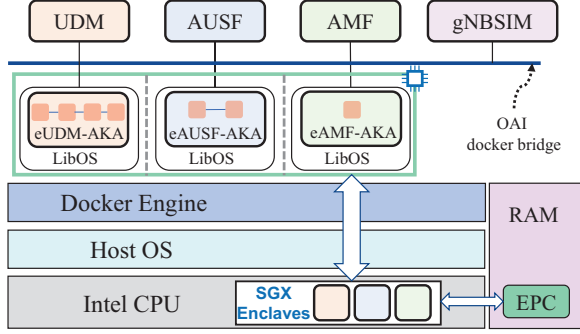 UDM
AUSF
AMF
gNBSIM
eUDM-AKA
eAUSF-AKA
eAMF-AKA
LibOS
LibOS
LibOS
OAI
docker bridge
Docker Engine
RAM
Host OS
Intel CPU
SGX
Enclaves
EPC